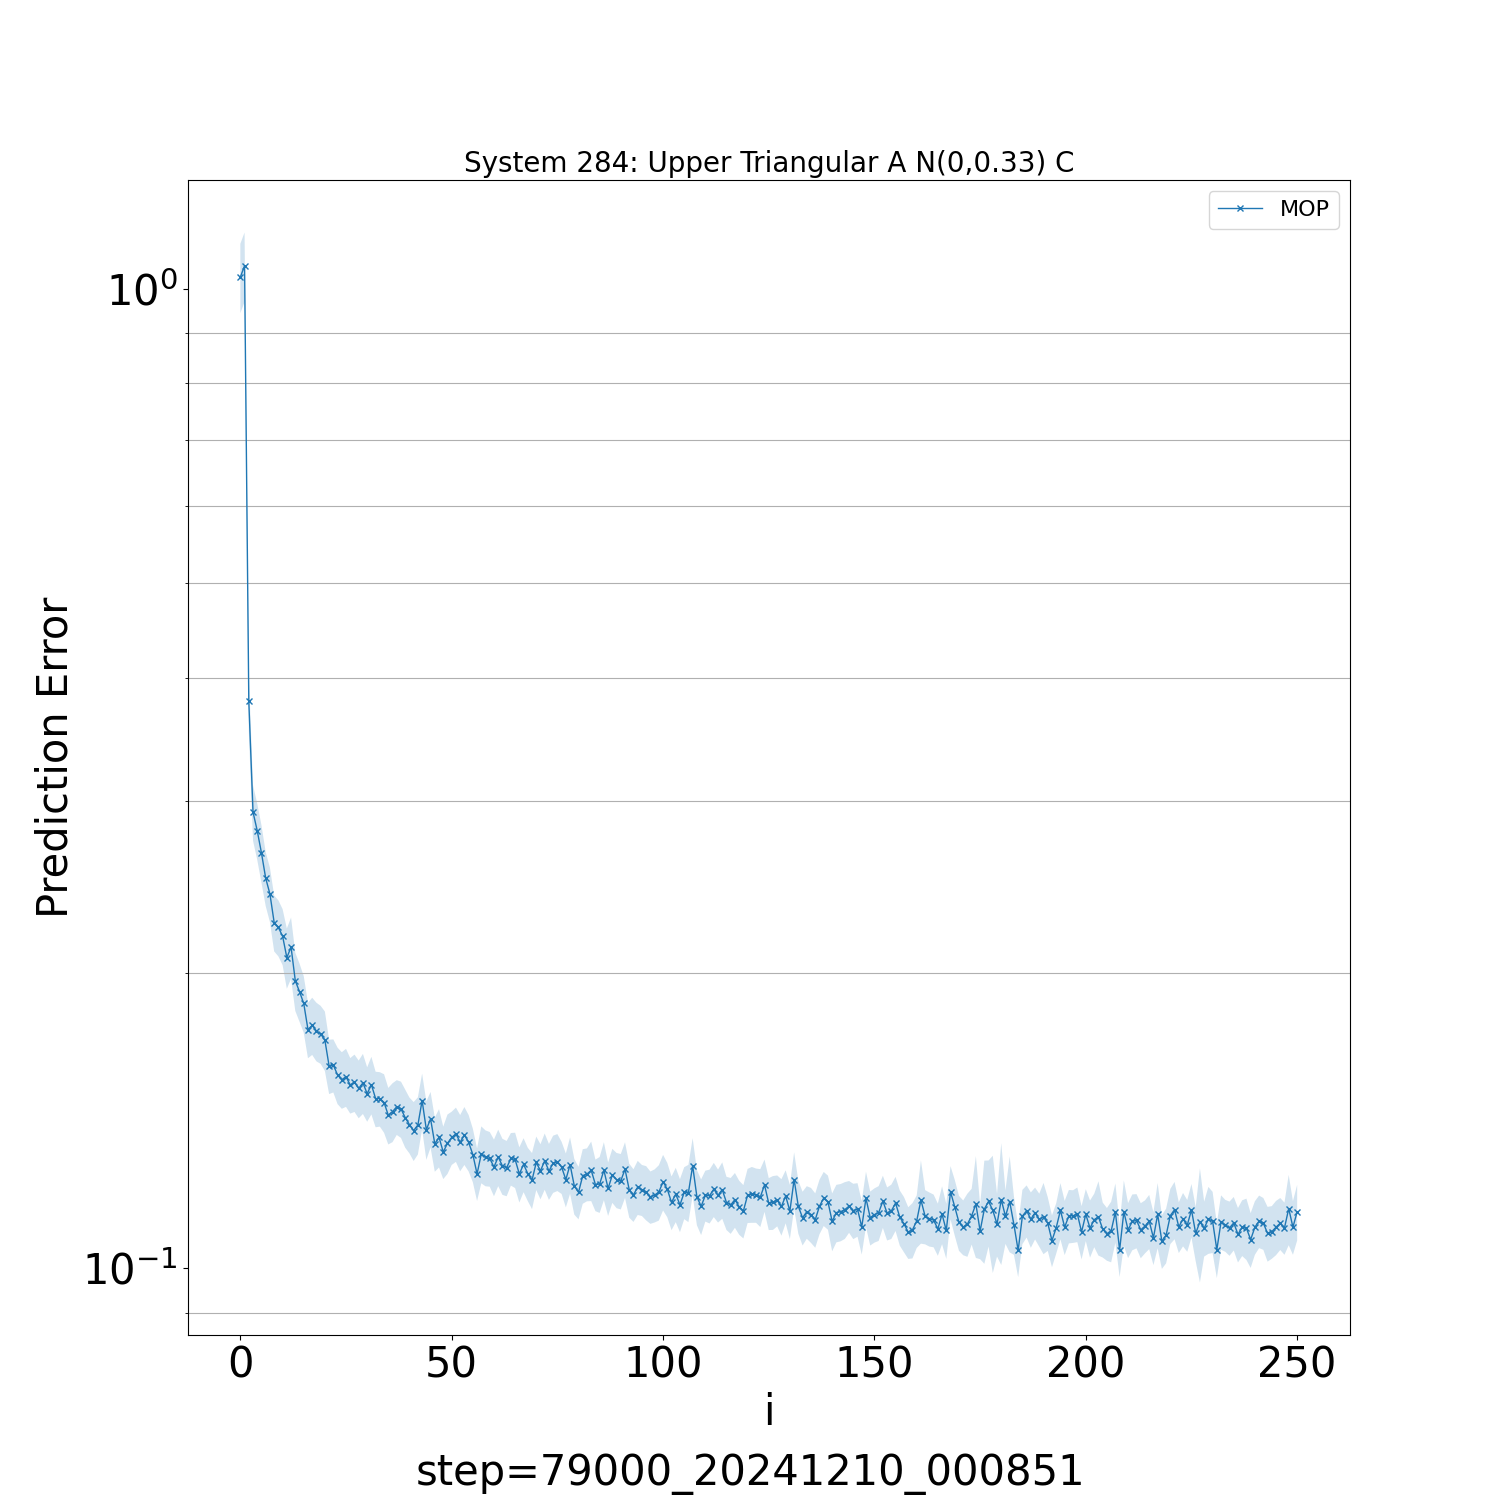 System 284: Upper Triangular A N(0,0.33) C
MOP
10⁰
10⁻¹
Prediction Error
0 50 100 150 200 250
i
step=79000_20241210_000851